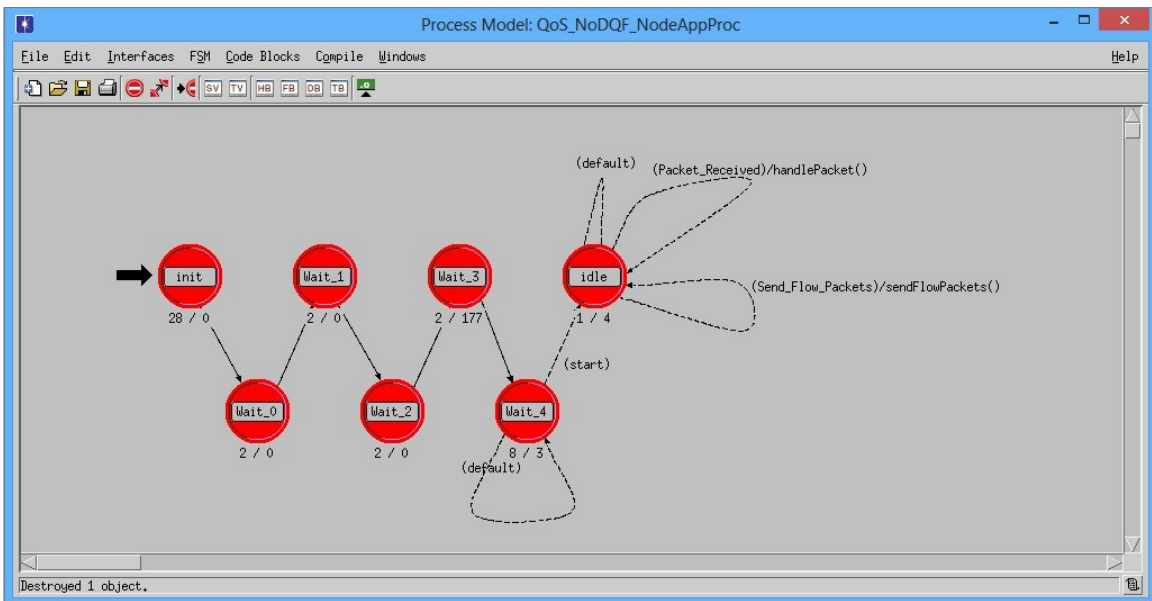 Process Model: QoS_NoDQF_NodeAppProc
File Edit Interfaces FSM Code Blocks Compile Windows Help
SV TV HB FB DB TB
(default)
(Packet_Received)/handlePacket()
init Wait_1 Wait_3 idle
(Send_Flow_Packets)/sendFlowPackets()
28 / 0 2 / 0 2 / 177 1 / 4
(start)
Wait_0 Wait_2 Wait_4
2 / 0 2 / 0 8 / 3
(default)
Destroyed 1 object.